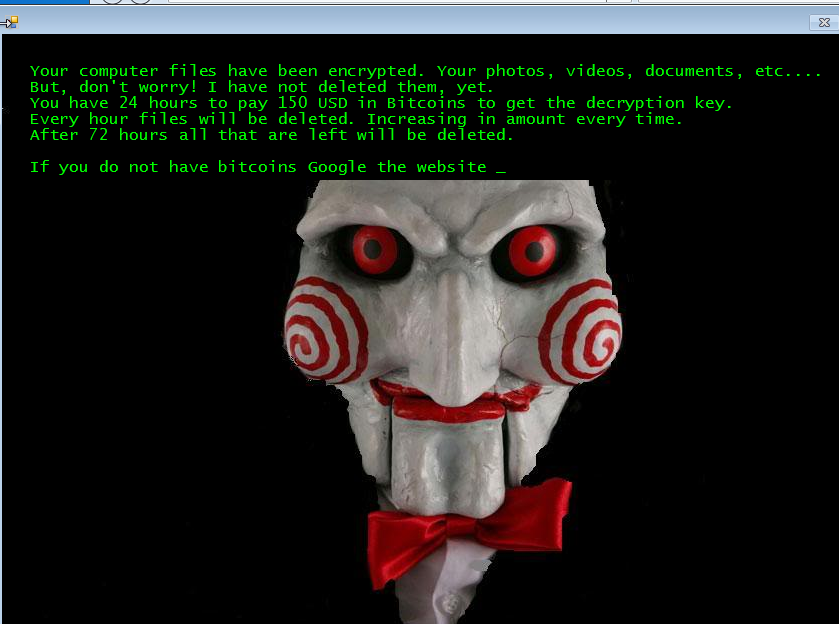 Your computer files have been encrypted. Your photos, videos, documents, etc....
But, don't worry! I have not deleted them, yet.
You have 24 hours to pay 150 USD in Bitcoins to get the decryption key.
Every hour files will be deleted. Increasing in amount every time.
After 72 hours all that are left will be deleted.
If you do not have bitcoins Google the website _